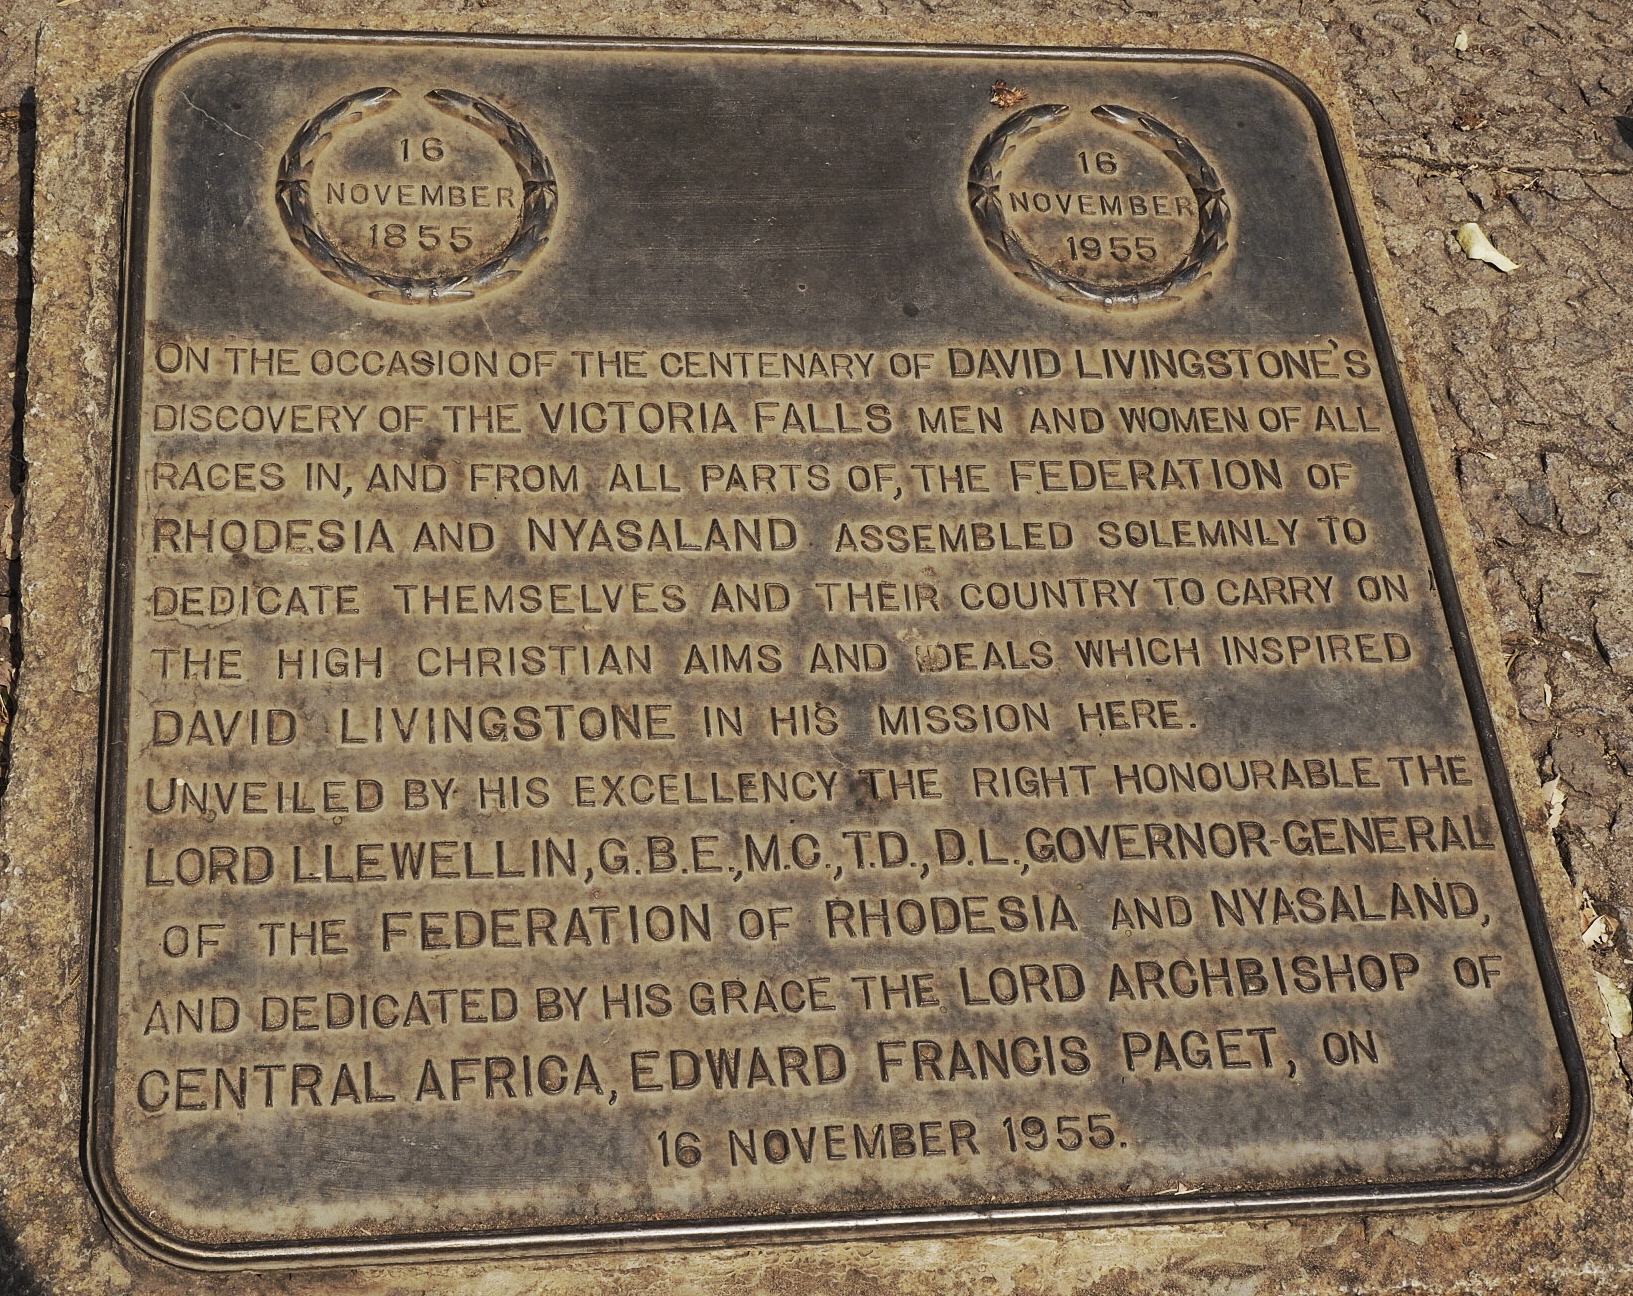 16
NOVEMBER
1855
16
NOVEMBER
1955
ON THE OCCASION OF THE CENTENARY OF DAVID LIVINGSTONE'S
DISCOVERY OF THE VICTORIA FALLS MEN AND WOMEN OF ALL
RACES IN, AND FROM ALL PARTS OF, THE FEDERATION OF
RHODESIA AND NYASALAND ASSEMBLED SOLEMNLY TO
DEDICATE THEMSELVES AND THEIR COUNTRY TO CARRY ON
THE HIGH CHRISTIAN AIMS AND IDEALS WHICH INSPIRED
DAVID LIVINGSTONE IN HIS MISSION HERE.
UNVEILED BY HIS EXCELLENCY THE RIGHT HONOURABLE THE
LORD LLEWELLIN, G.B.E., M.C., T.D., D.L., GOVERNOR-GENERAL
OF THE FEDERATION OF RHODESIA AND NYASALAND,
AND DEDICATED BY HIS GRACE THE LORD ARCHBISHOP OF
CENTRAL AFRICA, EDWARD FRANCIS PAGET, ON
16 NOVEMBER 1955.